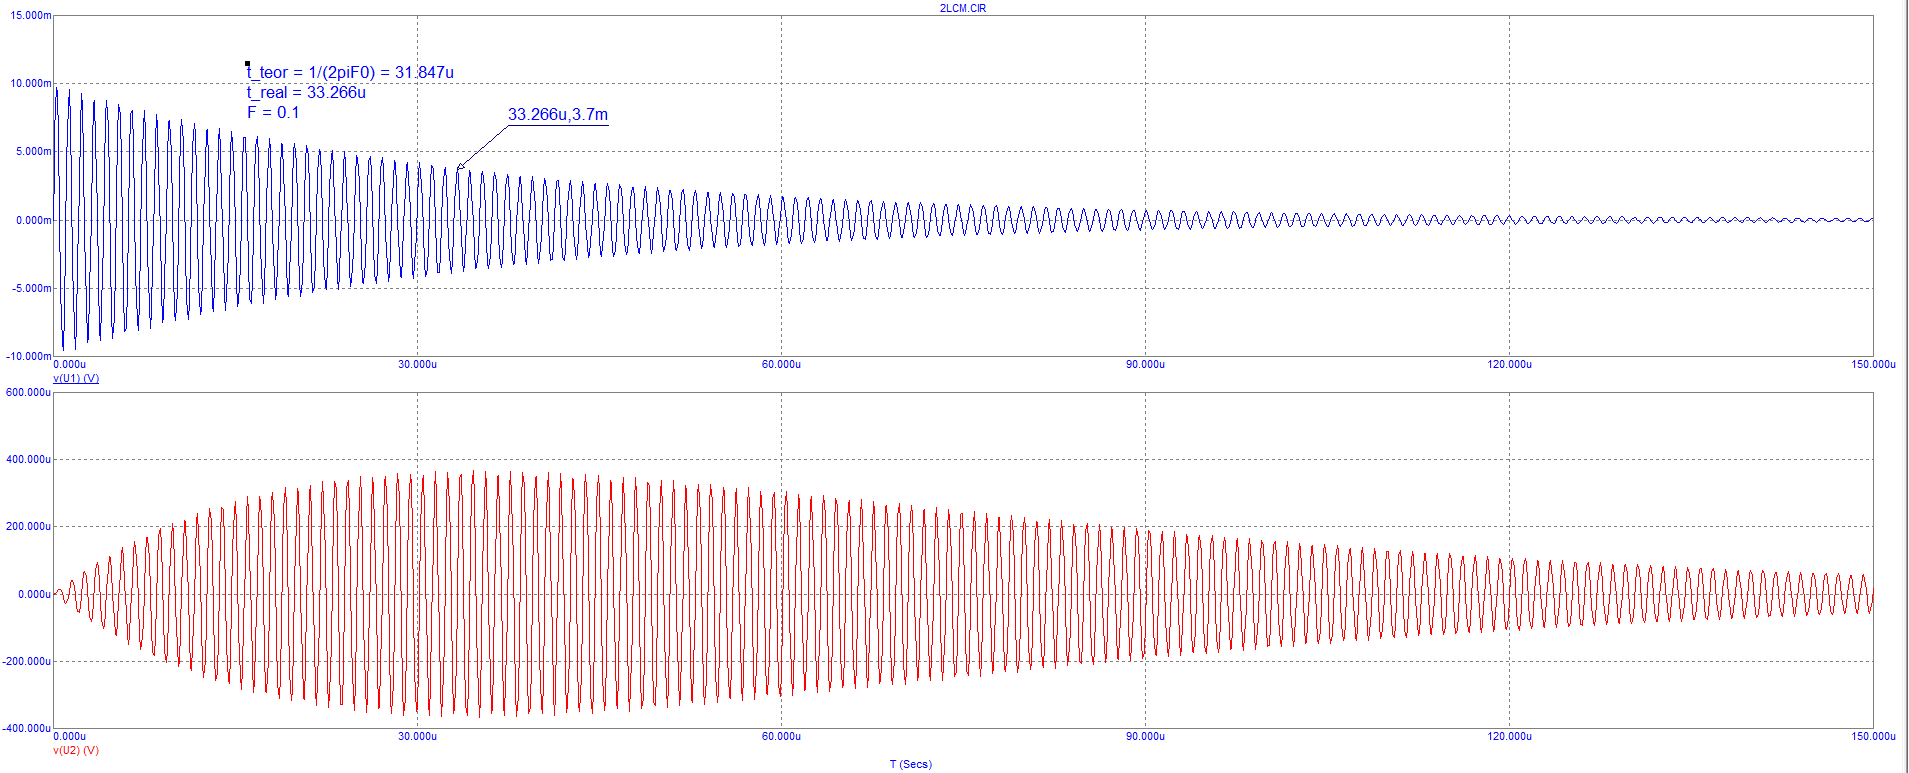 2LCM.CIR
15.000m
10.000m
5.000m
0.000m
-5.000m
-10.000m
t_teor = 1/(2piF0) = 31.847u
t_real = 33.266u
F = 0.1
33.266u,3.7m
0.000u 30.000u 60.000u 90.000u 120.000u 150.000u
v(U1) (V)
600.000u
400.000u
200.000u
0.000u
-200.000u
-400.000u
0.000u 30.000u 60.000u 90.000u 120.000u 150.000u
v(U2) (V)
T (Secs)